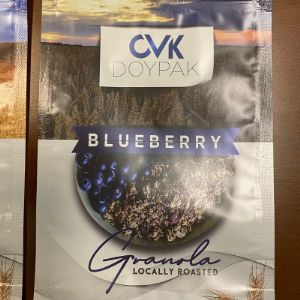 CVK
DOYPAK
BLUEBERRY
Granola
LOCALLY ROASTED